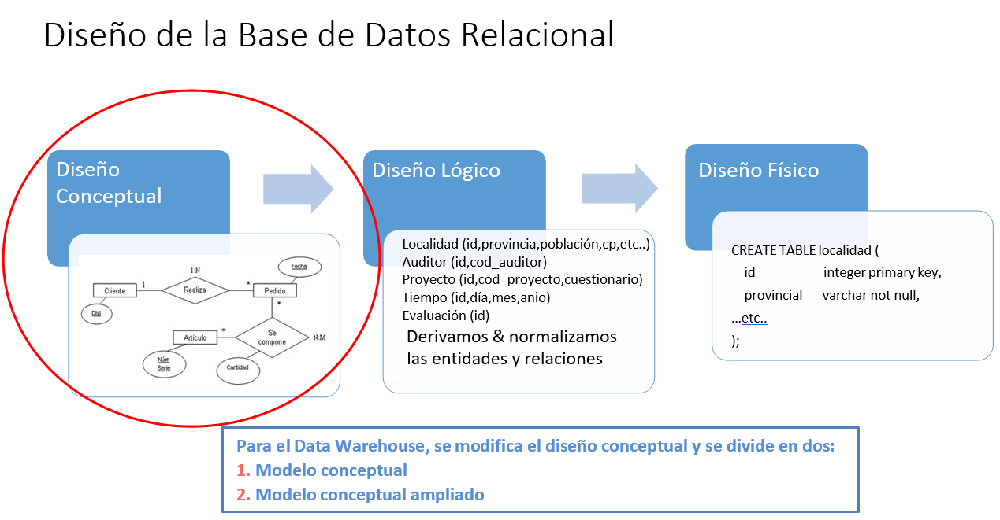 Diseño de la Base de Datos Relacional
Diseño
Conceptual
1:N
Fecha
Cliente
1
Realiza
*
Pedido
DNI
*
Artículo
*
Se
compone
N:M
Núm
Serie
Cantidad
Diseño Lógico
Localidad (id,provincia,población,cp,etc..)
Auditor (id,cod_auditor)
Proyecto (id,cod_proyecto,cuestionario)
Tiempo (id,día,mes,anio)
Evaluación (id)
Derivamos & normalizamos
las entidades y relaciones
Diseño Físico
CREATE TABLE localidad (
id integer primary key,
provincial varchar not null,
...etc..
);
Para el Data Warehouse, se modifica el diseño conceptual y se divide en dos:
1. Modelo conceptual
2. Modelo conceptual ampliado